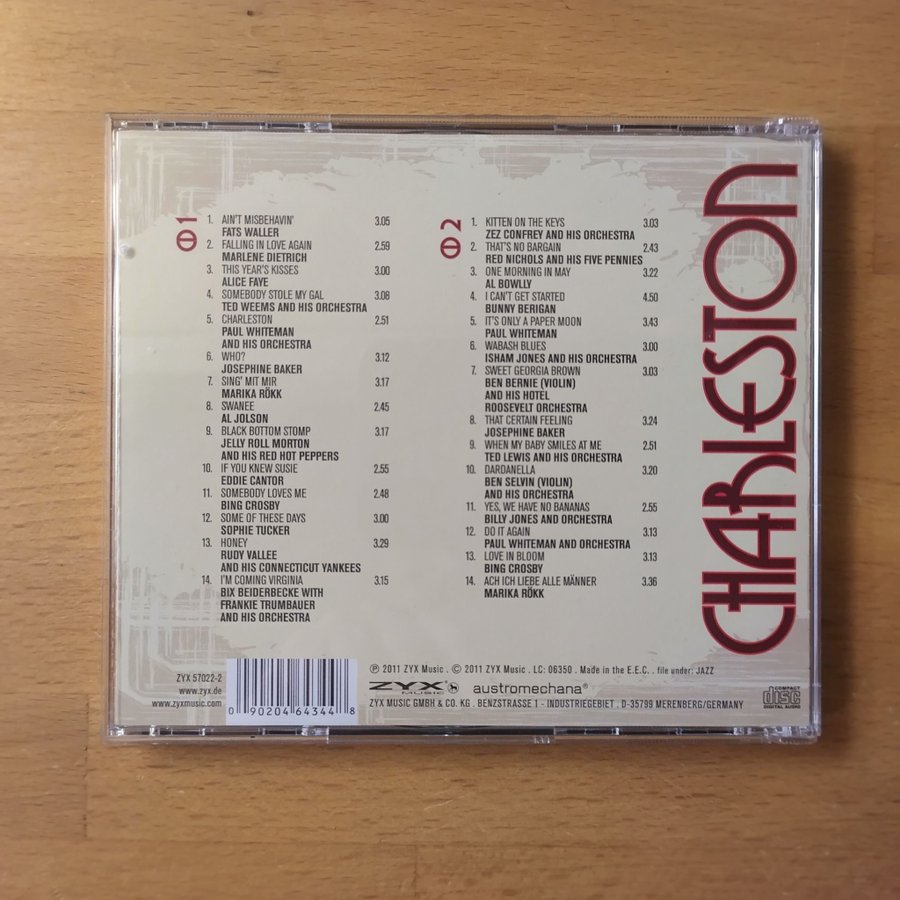 1
1. AIN'T MISBEHAVIN' 3.05
FATS WALLER
2. FALLING IN LOVE AGAIN 2.59
MARLENE DIETRICH
3. THIS YEAR'S KISSES 3.00
ALICE FAYE
4. SOMEBODY STOLE MY GAL 3.08
TED WEEMS AND HIS ORCHESTRA
5. CHARLESTON 2.51
PAUL WHITEMAN
AND HIS ORCHESTRA
6. WHO? 3.12
JOSEPHINE BAKER
7. SING' MIT MIR 3.17
MARIKA RÖKK
8. SWANEE 2.45
AL JOLSON
9. BLACK BOTTOM STOMP 3.17
JELLY ROLL MORTON
AND HIS RED HOT PEPPERS
10. IF YOU KNEW SUSIE 2.55
EDDIE CANTOR
11. SOMEBODY LOVES ME 2.48
BING CROSBY
12. SOME OF THESE DAYS 3.00
SOPHIE TUCKER
13. HONEY 3.29
RUDY VALLEE
AND HIS CONNECTICUT YANKEES
14. I'M COMING VIRGINIA 3.15
BIX BEIDERBECKE WITH
FRANKIE TRUMBAUER
AND HIS ORCHESTRA
2
1. KITTEN ON THE KEYS 3.03
ZEZ CONFREY AND HIS ORCHESTRA
2. THAT'S NO BARGAIN 2.43
RED NICHOLS AND HIS FIVE PENNIES
3. ONE MORNING IN MAY 3.22
AL BOWLLY
4. I CAN'T GET STARTED 4.50
BUNNY BERIGAN
5. IT'S ONLY A PAPER MOON 3.43
PAUL WHITEMAN
6. WABASH BLUES 3.00
ISHAM JONES AND HIS ORCHESTRA
7. SWEET GEORGIA BROWN 3.03
BEN BERNIE (VIOLIN)
AND HIS HOTEL
ROOSEVELT ORCHESTRA
8. THAT CERTAIN FEELING 3.24
JOSEPHINE BAKER
9. WHEN MY BABY SMILES AT ME 2.51
TED LEWIS AND HIS ORCHESTRA
10. DARDANELLA 3.20
BEN SELVIN (VIOLIN)
AND HIS ORCHESTRA
11. YES, WE HAVE NO BANANAS 2.55
BILLY JONES AND ORCHESTRA
12. DO IT AGAIN 3.13
PAUL WHITEMAN AND ORCHESTRA
13. LOVE IN BLOOM 3.13
BING CROSBY
14. ACH ICH LIEBE ALLE MÄNNER 3.36
MARIKA RÖKK
CHARLESTON
ZYX 57022-2
www.zyx.de
www.zyxmusic.com
0 90204 64344 8
℗ 2011 ZYX Music . © 2011 ZYX Music . LC: 06350 . Made in the E.E.C. . file under: JAZZ
ZYX MUSIC austromechana®
ZYX MUSIC GMBH & CO. KG . BENZSTRASSE 1 - INDUSTRIEGEBIET . D-35799 MERENBERG/GERMANY
COMPACT
disc
DIGITAL AUDIO